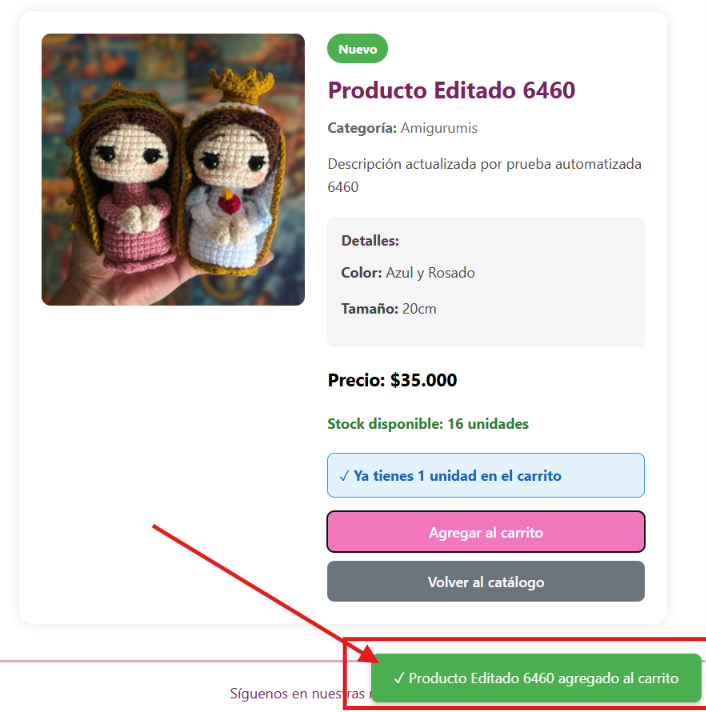 Nuevo
Producto Editado 6460
Categoría: Amigurumis
Descripción actualizada por prueba automatizada
6460
Detalles:
Color: Azul y Rosado
Tamaño: 20cm
Precio: $35.000
Stock disponible: 16 unidades
✓ Ya tienes 1 unidad en el carrito
Agregar al carrito
Volver al catálogo
✓ Producto Editado 6460 agregado al carrito
Síguenos en nuestras